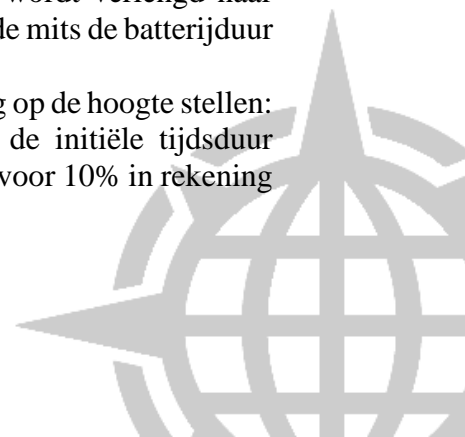 wordt verlengd naar
de mits de batterijduur
g op de hoogte stellen:
de initiële tijdsduur
voor 10% in rekening